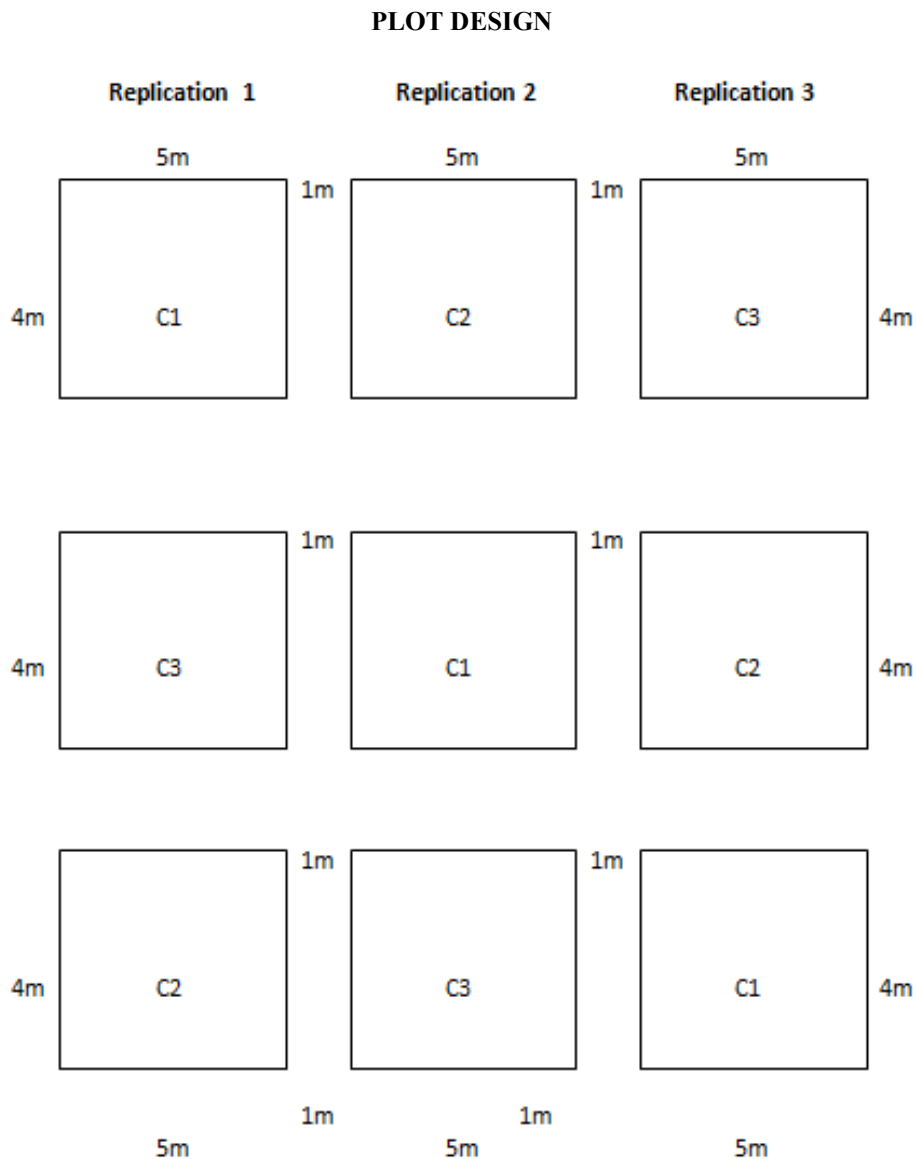 PLOT DESIGN
Replication 1 Replication 2 Replication 3
5m 5m 5m
1m 1m
4m C1 C2 C3 4m
1m 1m
4m C3 C1 C2 4m
1m 1m
4m C2 C3 C1 4m
1m 1m
5m 5m 5m